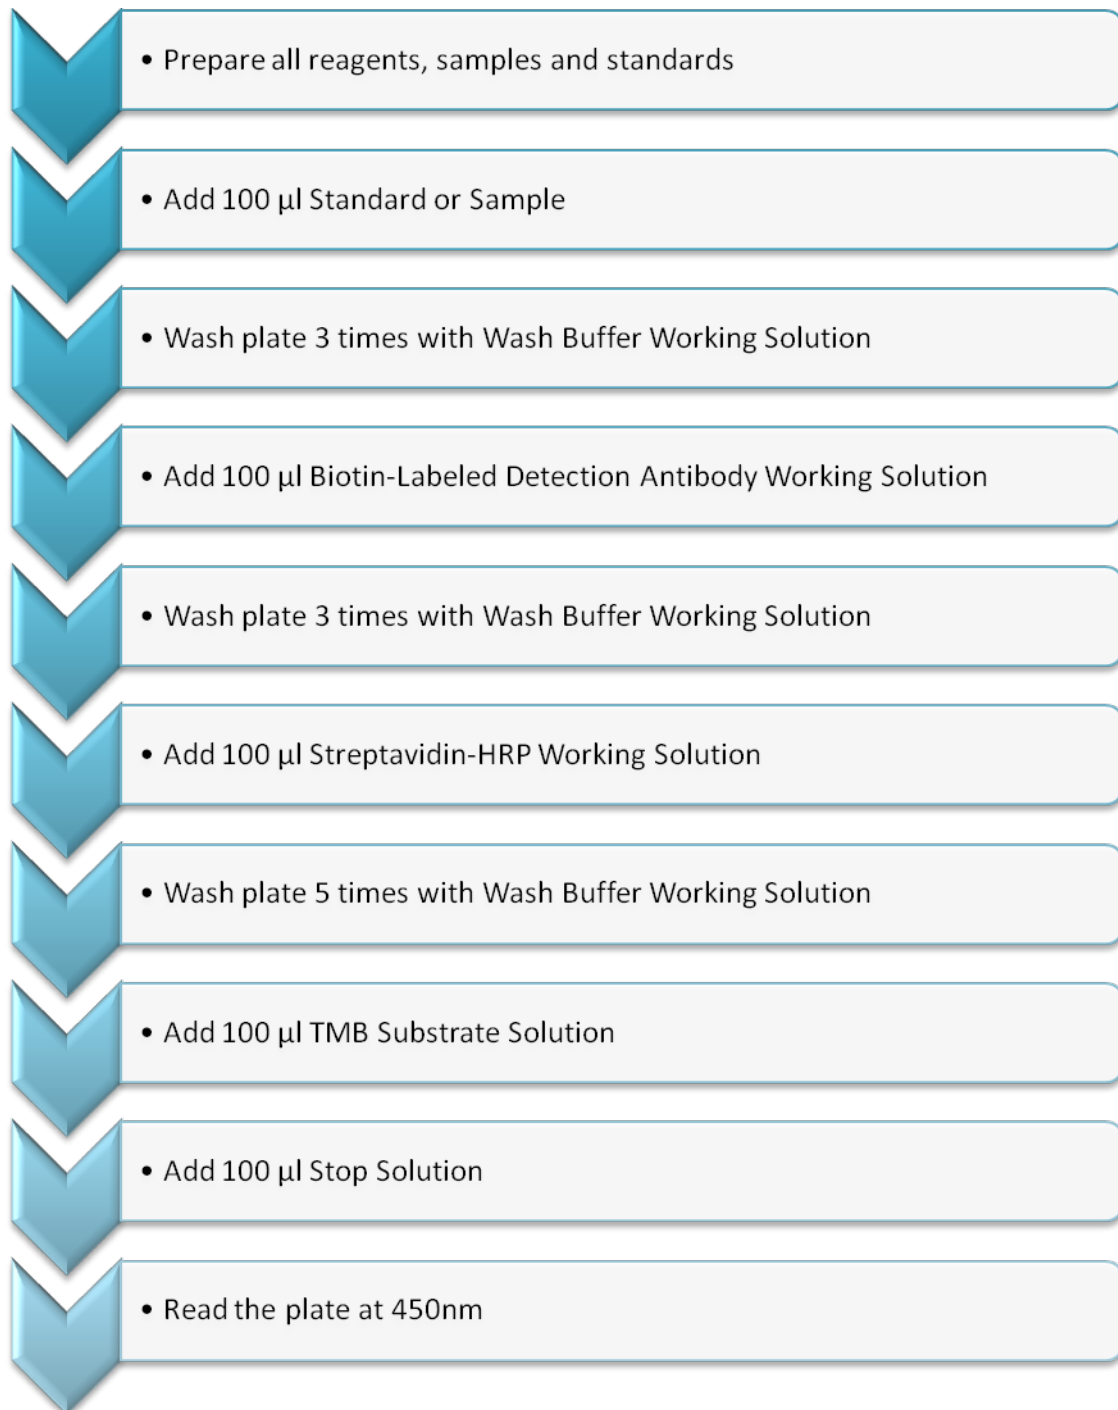 • Prepare all reagents, samples and standards
• Add 100 µl Standard or Sample
• Wash plate 3 times with Wash Buffer Working Solution
• Add 100 µl Biotin-Labeled Detection Antibody Working Solution
• Wash plate 3 times with Wash Buffer Working Solution
• Add 100 µl Streptavidin-HRP Working Solution
• Wash plate 5 times with Wash Buffer Working Solution
• Add 100 µl TMB Substrate Solution
• Add 100 µl Stop Solution
• Read the plate at 450nm